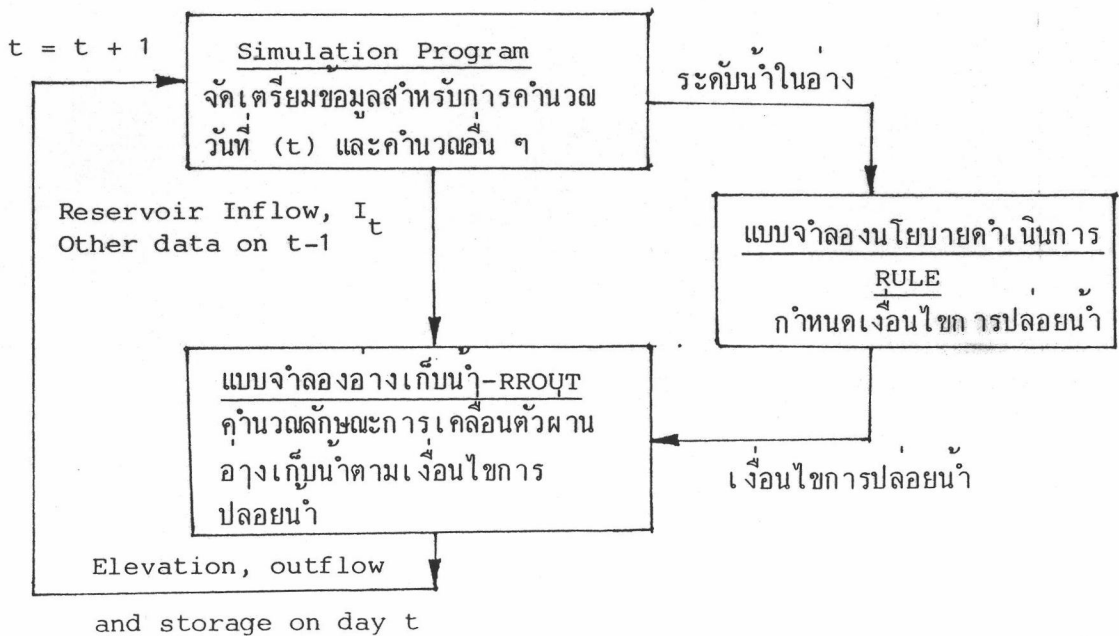 t = t + 1
Simulation Program
จัดเตรียมข้อมูลสำหรับการคำนวณ
วันที่ (t) และคำนวณอื่น ๆ
ระดับน้ำในอ่าง
Reservoir Inflow, I_t
Other data on t-1
แบบจำลองนโยบายดำเนินการ
RULE
กำหนดเงื่อนไขการปล่อยน้ำ
แบบจำลองอ่างเก็บน้ำ-RROUT
คำนวณลักษณะการเคลื่อนตัวผ่าน
อ่างเก็บน้ำตามเงื่อนไขการ
ปลอยน้ำ
เงื่อนไขการปล่อยน้ำ
Elevation, outflow
and storage on day t